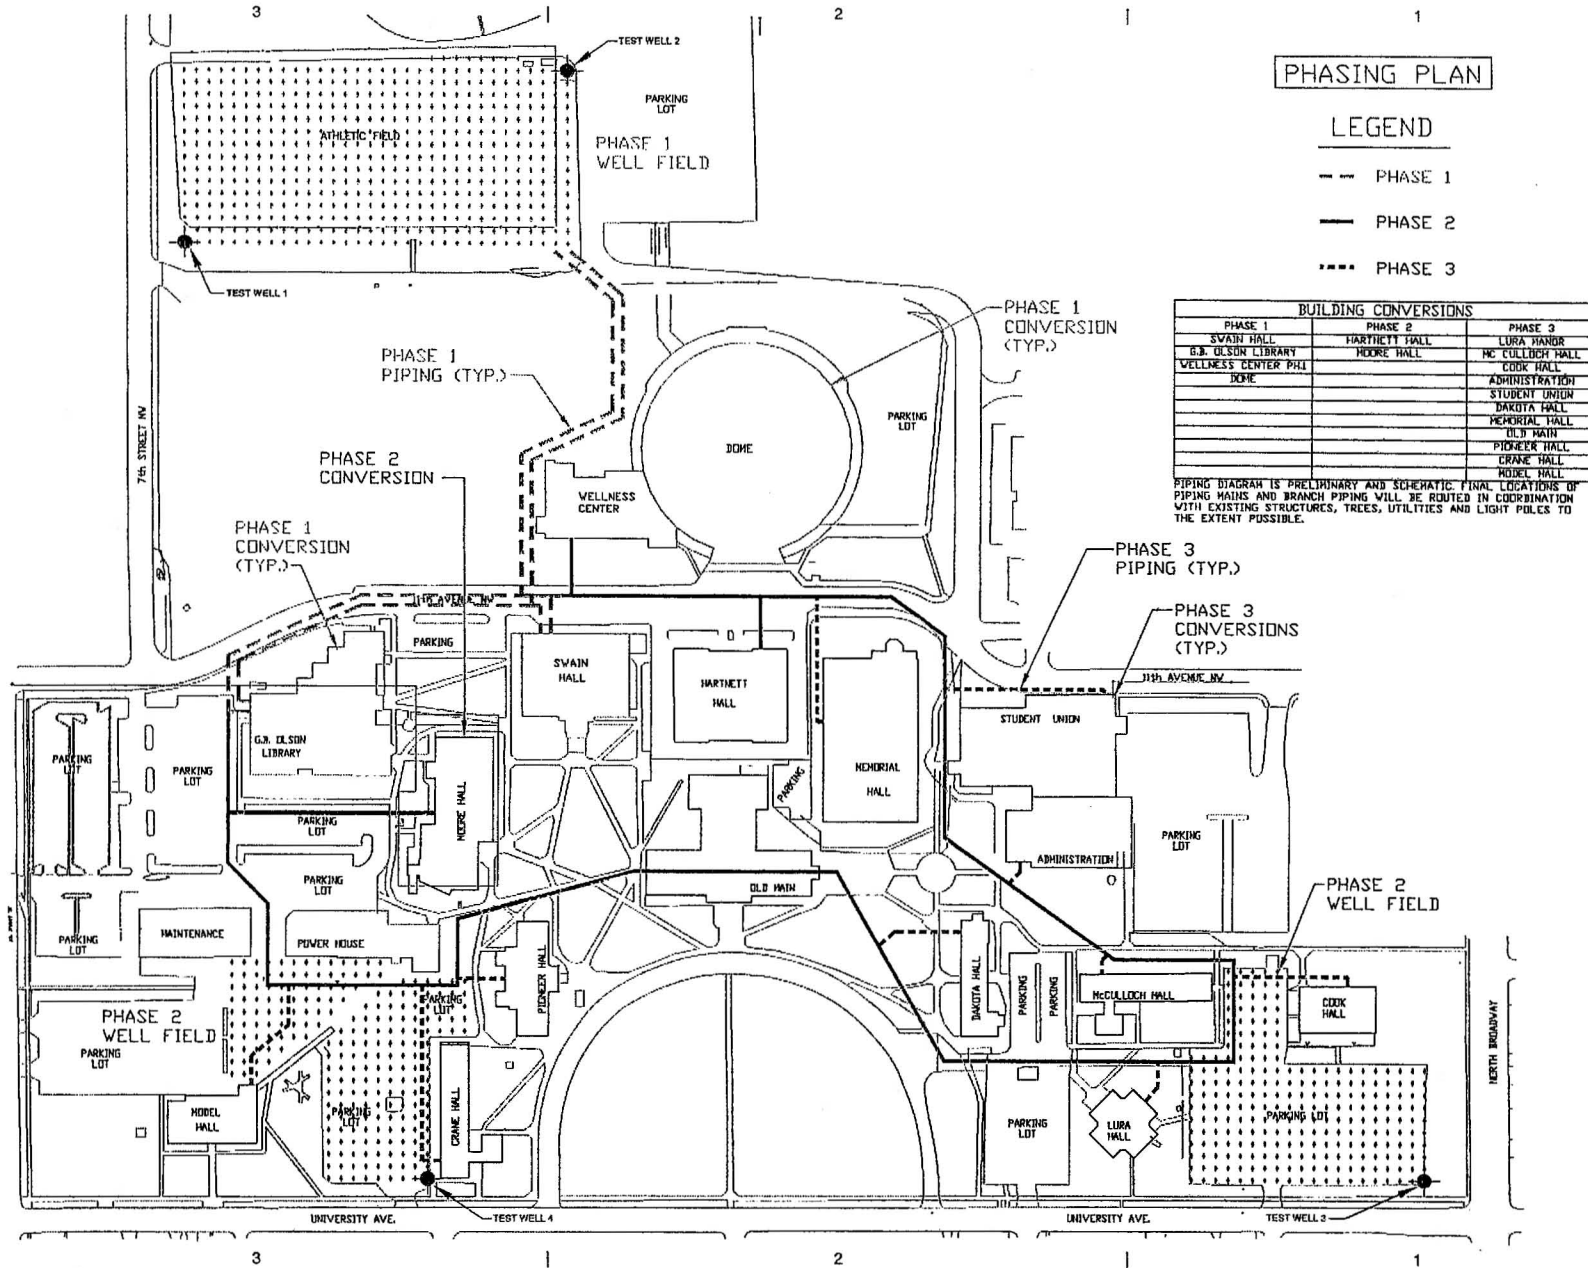 3
2
1
TEST WELL 2
PARKING
LOT
ATHLETIC FIELD
PHASE 1
WELL FIELD
TEST WELL 1
PHASING PLAN
LEGEND
PHASE 1
PHASE 2
PHASE 3
BUILDING CONVERSIONS
PHASE 1 PHASE 2 PHASE 3
SWAIN HALL HARTNETT HALL LURA MANOR
G.B. OLSON LIBRARY MOORE HALL MC CULLOCH HALL
WELLNESS CENTER PH.1 COOK HALL
DOME ADMINISTRATION
STUDENT UNION
DAKOTA HALL
MEMORIAL HALL
OLD MAIN
PIONEER HALL
CRANE HALL
MODEL HALL
PIPING DIAGRAM IS PRELIMINARY AND SCHEMATIC. FINAL LOCATIONS OF
PIPING MAINS AND BRANCH PIPING WILL BE ROUTED IN COORDINATION
WITH EXISTING STRUCTURES, TREES, UTILITIES AND LIGHT POLES TO
THE EXTENT POSSIBLE.
PHASE 1
CONVERSION
(TYP.)
PHASE 1
PIPING (TYP.)
7th STREET NW
PARKING
LOT
DOME
PHASE 2
CONVERSION
WELLNESS
CENTER
PHASE 1
CONVERSION
(TYP.)
PHASE 3
PIPING (TYP.)
11th AVENUE NW
PHASE 3
CONVERSIONS
(TYP.)
PARKING
SWAIN
HALL
HARTNETT
HALL
11th AVENUE NW
STUDENT UNION
G.B. OLSON
LIBRARY
PARKING
LOT
PARKING
LOT
MOORE HALL
PARKING
MEMORIAL
HALL
PARKING
LOT
PARKING
LOT
ADMINISTRATION
PARKING
LOT
OLD MAIN
PHASE 2
WELL FIELD
MAINTENANCE
POWER HOUSE
PARKING
LOT
PIONEER HALL
DAKOTA HALL
PARKING
PARKING
McCULLOCH HALL
COOK
HALL
PARKING
LOT
PHASE 2
WELL FIELD
PARKING
LOT
NORTH BROADWAY
MODEL
HALL
PARKING
LOT
CRANE HALL
PARKING
LOT
LURA
HALL
PARKING LOT
UNIVERSITY AVE.
TEST WELL 4
UNIVERSITY AVE.
TEST WELL 3
3
2
1